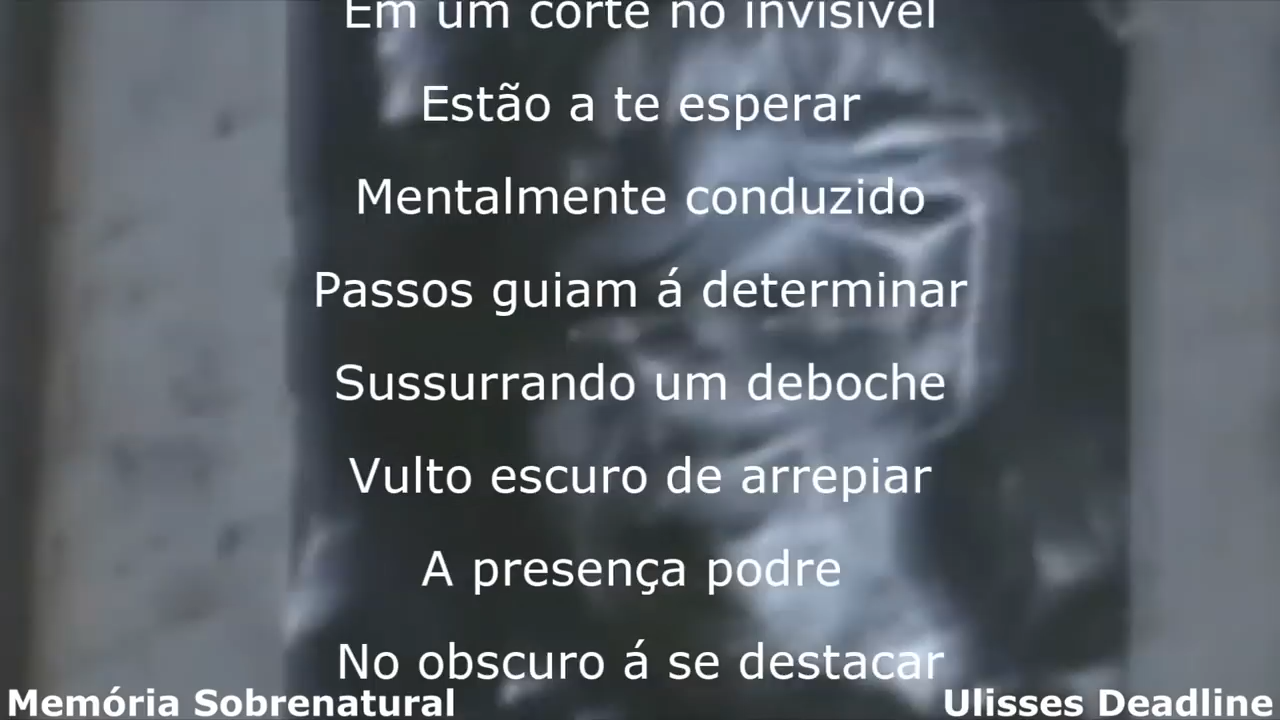 Em um corte no invisível
Estão a te esperar
Mentalmente conduzido
Passos guiam á determinar
Sussurrando um deboche
Vulto escuro de arrepiar
A presença podre
No obscuro á se destacar
Memória Sobrenatural
Ulisses Deadline